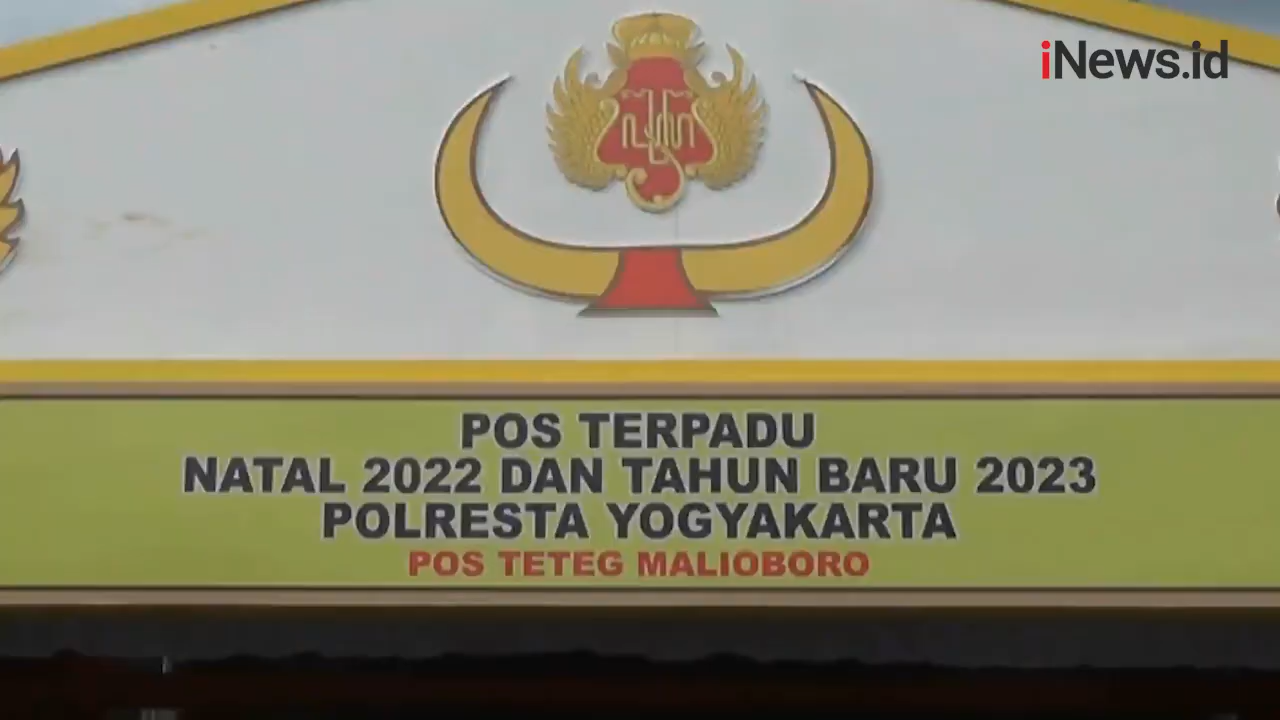 iNews.id
POS TERPADU
NATAL 2022 DAN TAHUN BARU 2023
POLRESTA YOGYAKARTA
POS TETEG MALIOBORO